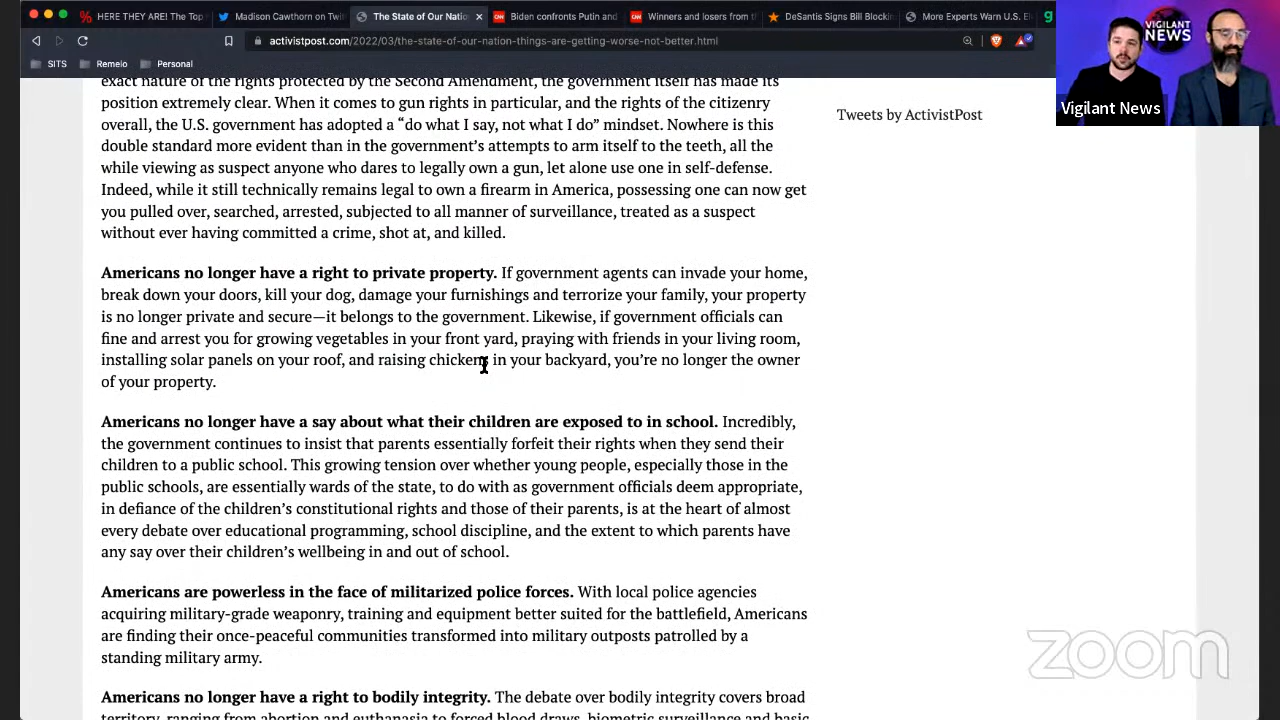 HERE THEY ARE! The Top
Madison Cawthorn on Twi
The State of Our Natio
Biden confronts Putin and
Winners and losers from t
DeSantis Signs Bill Blockin
More Experts Warn U.S. El
activistpost.com/2022/03/the-state-of-our-nation-things-are-getting-worse-not-better.html
SITS
Remeio
Personal
VIGILANT
NEWS
Vigilant News
exact nature of the rights protected by the Second Amendment, the government itself has made its
position extremely clear. When it comes to gun rights in particular, and the rights of the citizenry
overall, the U.S. government has adopted a “do what I say, not what I do” mindset. Nowhere is this
double standard more evident than in the government’s attempts to arm itself to the teeth, all the
while viewing as suspect anyone who dares to legally own a gun, let alone use one in self-defense.
Indeed, while it still technically remains legal to own a firearm in America, possessing one can now get
you pulled over, searched, arrested, subjected to all manner of surveillance, treated as a suspect
without ever having committed a crime, shot at, and killed.
Tweets by ActivistPost
Americans no longer have a right to private property. If government agents can invade your home,
break down your doors, kill your dog, damage your furnishings and terrorize your family, your property
is no longer private and secure—it belongs to the government. Likewise, if government officials can
fine and arrest you for growing vegetables in your front yard, praying with friends in your living room,
installing solar panels on your roof, and raising chickens in your backyard, you’re no longer the owner
of your property.
Americans no longer have a say about what their children are exposed to in school. Incredibly,
the government continues to insist that parents essentially forfeit their rights when they send their
children to a public school. This growing tension over whether young people, especially those in the
public schools, are essentially wards of the state, to do with as government officials deem appropriate,
in defiance of the children’s constitutional rights and those of their parents, is at the heart of almost
every debate over educational programming, school discipline, and the extent to which parents have
any say over their children’s wellbeing in and out of school.
Americans are powerless in the face of militarized police forces. With local police agencies
acquiring military-grade weaponry, training and equipment better suited for the battlefield, Americans
are finding their once-peaceful communities transformed into military outposts patrolled by a
standing military army.
zoom
Americans no longer have a right to bodily integrity. The debate over bodily integrity covers broad
territory, ranging from abortion and euthanasia to forced blood draws, biometric surveillance and basic